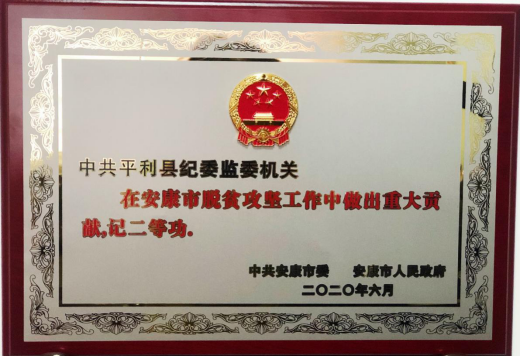 中共平利县纪委监委机关
在安康市脱贫攻坚工作中做出重大贡
献,记二等功.
中共安康市委 安康市人民政府
二〇二〇年六月